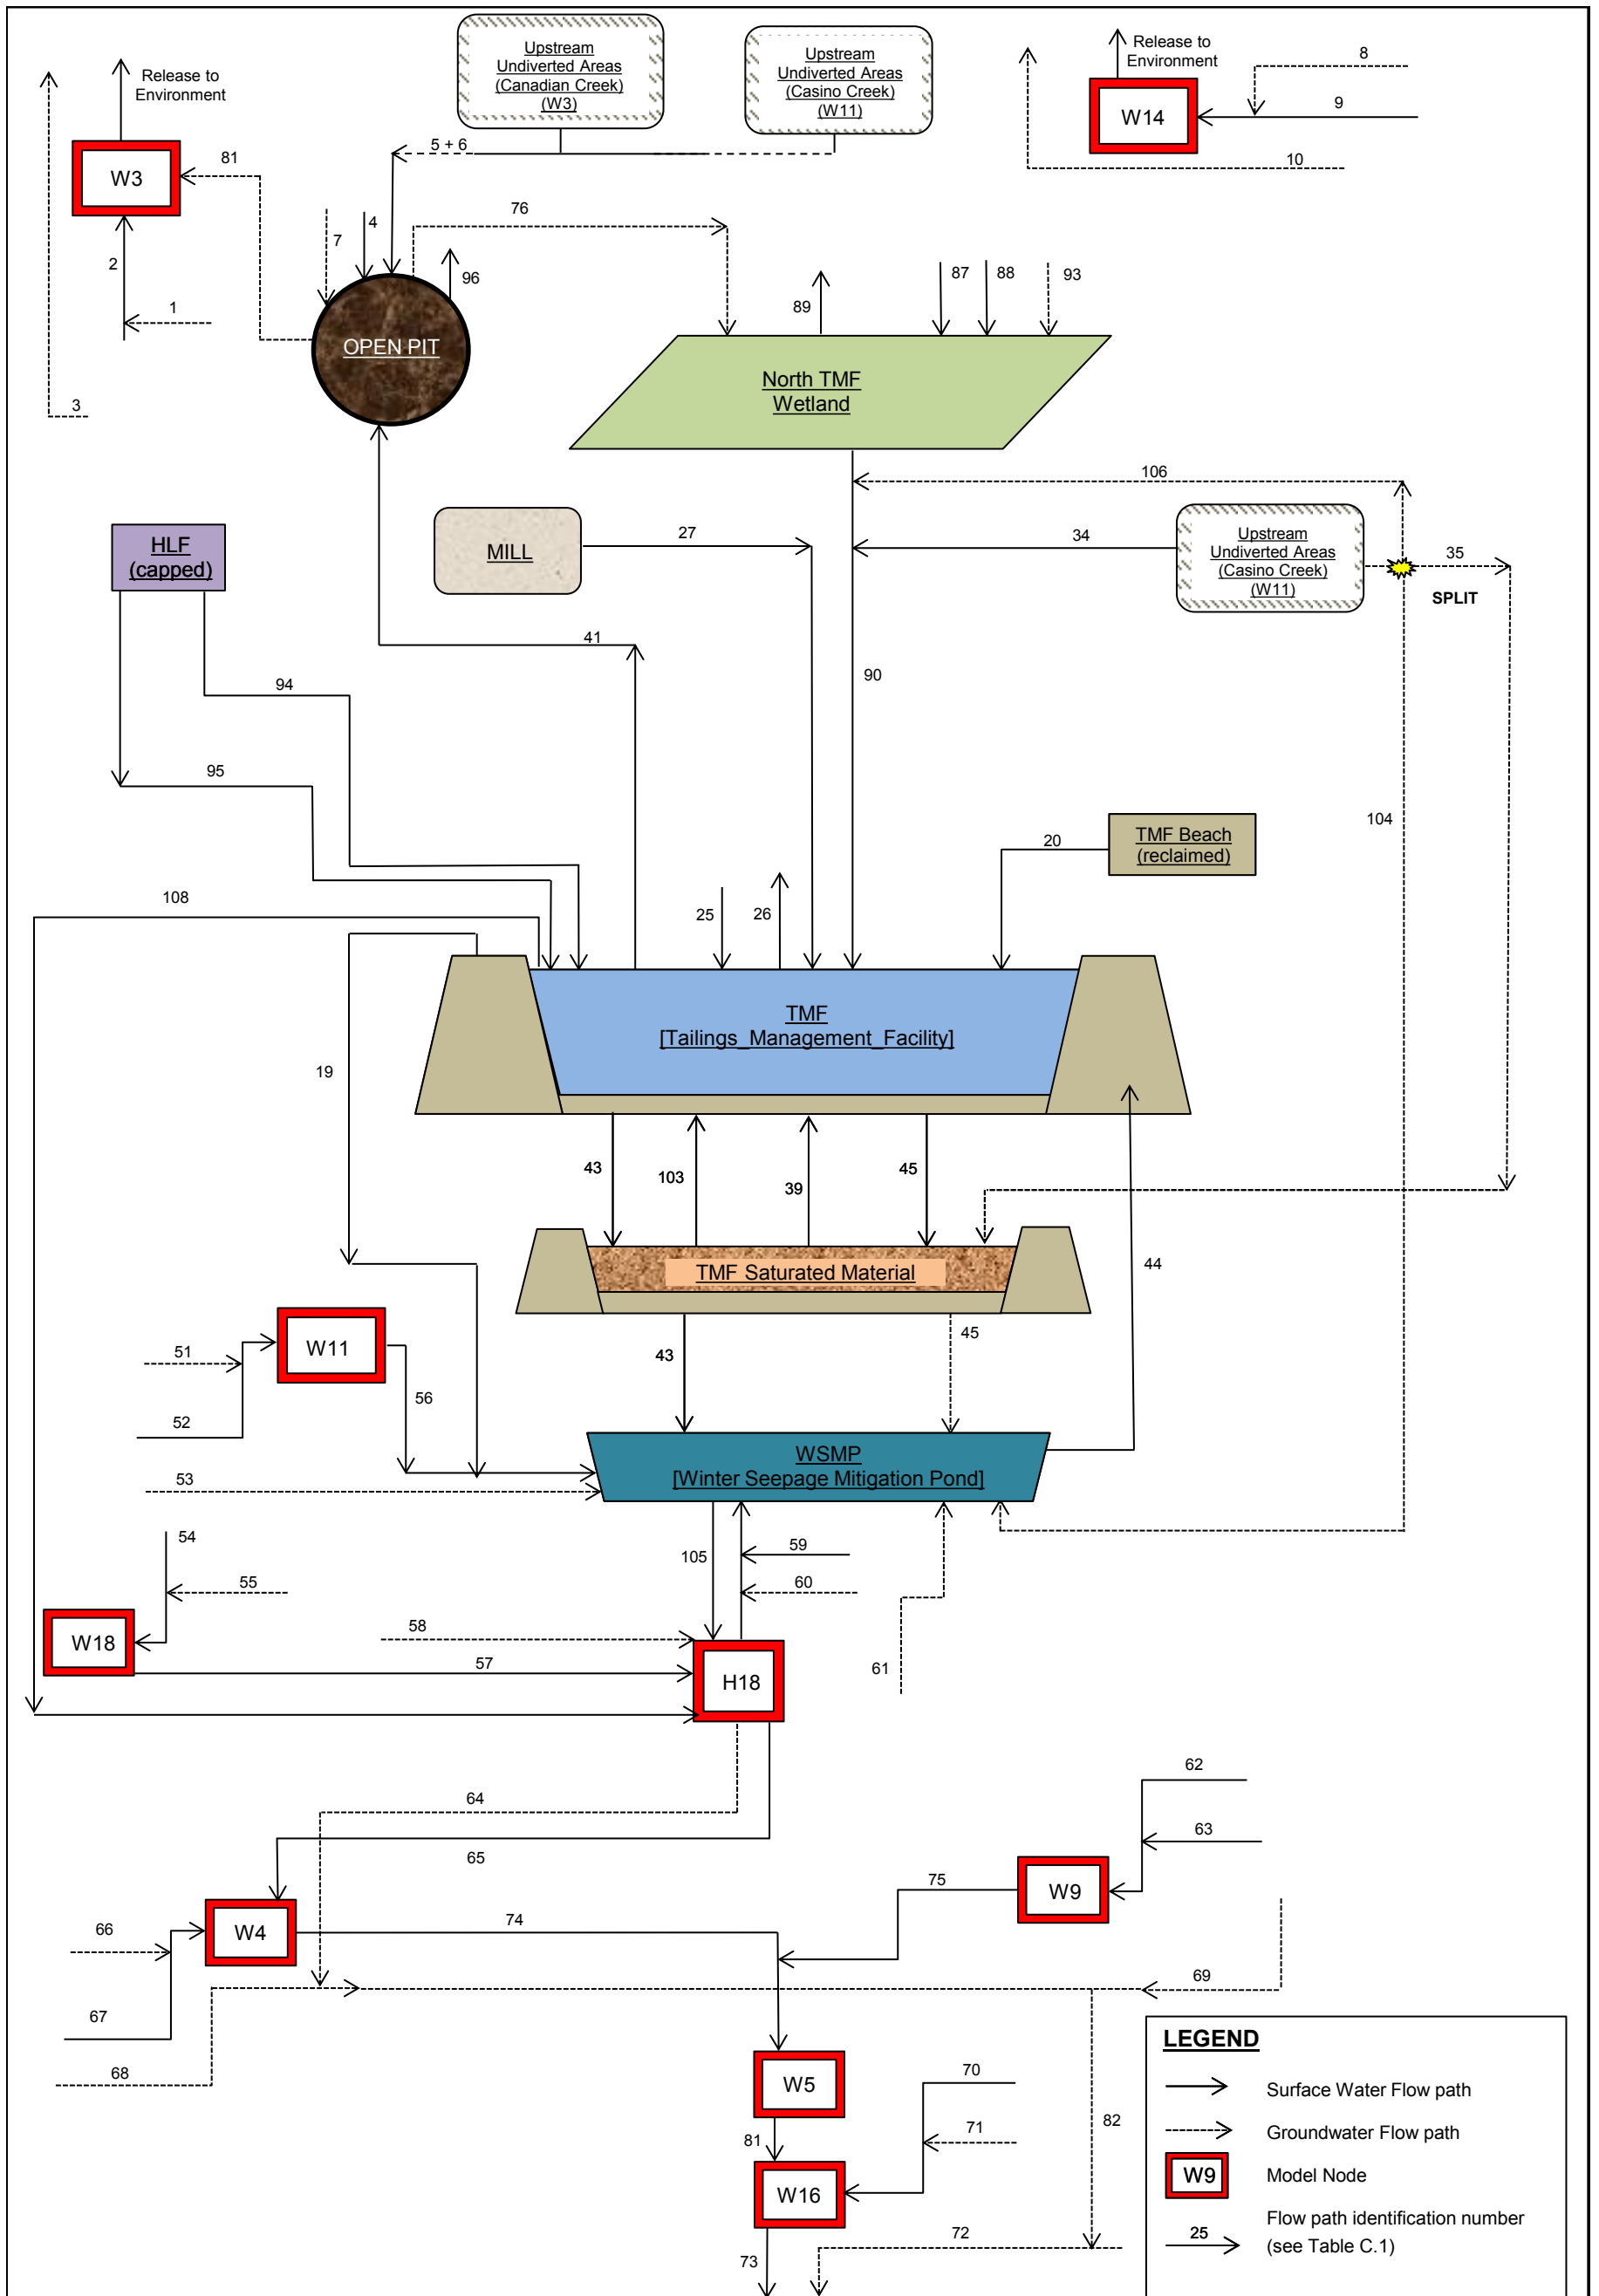 Upstream
Undiverted Areas
(Canadian Creek)
(W3)
Upstream
Undiverted Areas
(Casino Creek)
(W11)
Release to
Environment
Release to
Environment
8
9
W14
10
5 + 6
81
W3
2
1
3
7
4
96
76
OPEN PIT
89
87
88
93
North TMF
Wetland
106
HLF
(capped)
MILL
27
34
Upstream
Undiverted Areas
(Casino Creek)
(W11)
35
SPLIT
41
90
94
95
104
20
TMF Beach
(reclaimed)
108
25
26
TMF
[Tailings_Management_Facility]
19
43
103
39
45
44
TMF Saturated Material
W11
51
52
56
43
45
53
WSMP
[Winter Seepage Mitigation Pond]
54
55
105
59
60
W18
58
57
61
H18
62
63
64
65
75
W9
66
W4
74
67
68
69
W5
70
71
81
82
W16
72
73
LEGEND
Surface Water Flow path
Groundwater Flow path
W9
Model Node
25
Flow path identification number
(see Table C.1)